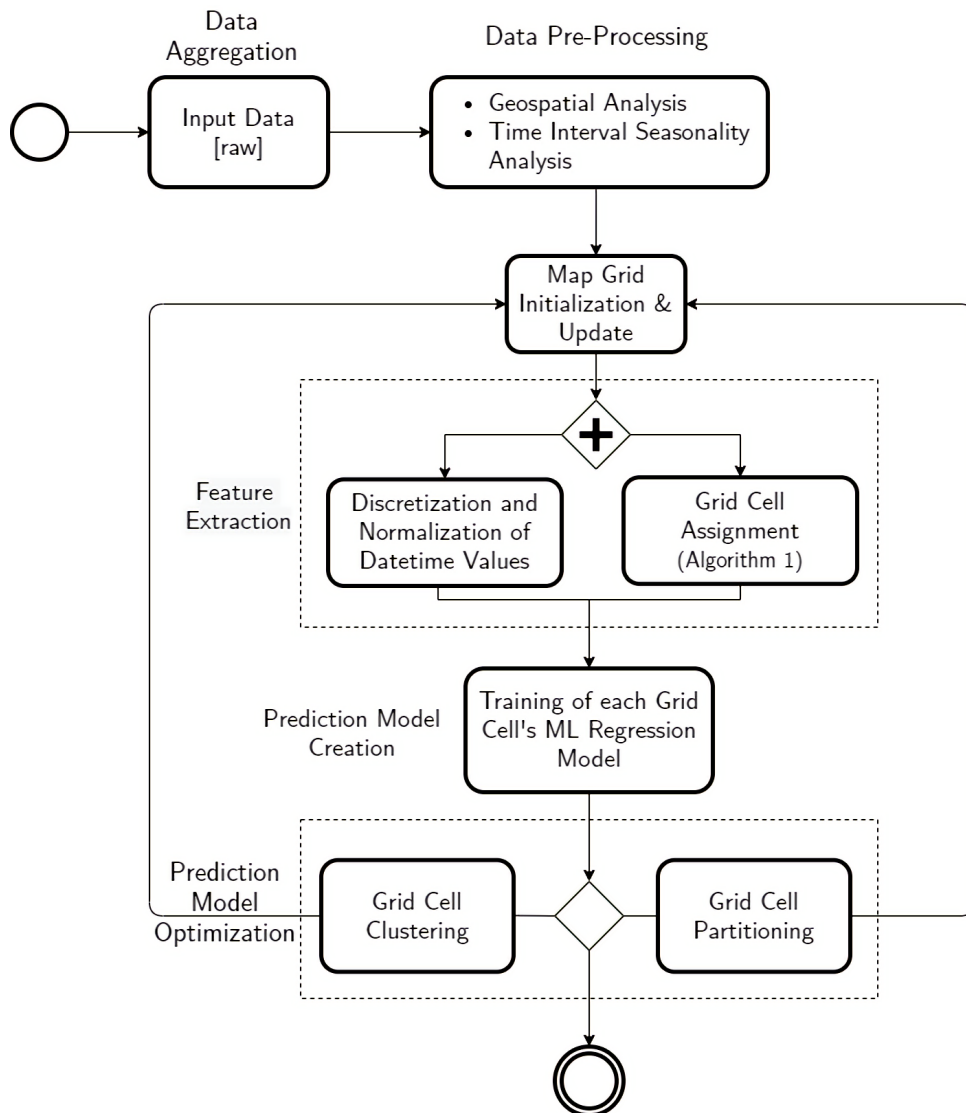 Data
Aggregation
Data Pre-Processing
Input Data
[raw]
• Geospatial Analysis
• Time Interval Seasonality
Analysis
Map Grid
Initialization &
Update
Feature
Extraction
Discretization and
Normalization of
Datetime Values
Grid Cell
Assignment
(Algorithm 1)
Prediction Model
Creation
Training of each Grid
Cell's ML Regression
Model
Prediction
Model
Optimization
Grid Cell
Clustering
Grid Cell
Partitioning